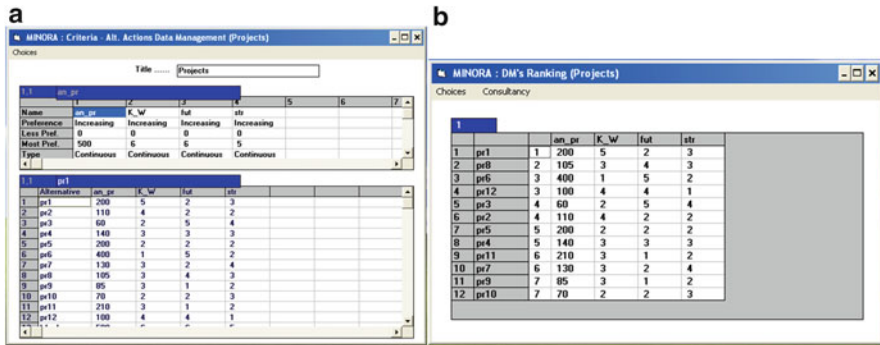 a
MINORA : Criteria - Alt. Actions Data Management (Projects)
Choices
Title ...... Projects
1,1 an_pr
1 2 3 4 5 6 7
Name an_pr K_W fut str
Preference Increasing Increasing Increasing Increasing
Less Pref. 0 0 0 0
Most Pref. 500 6 6 5
Type Continuous Continuous Continuous Continuous
1,1 pr1
Alternative an_pr K_W fut str
1 pr1 200 5 2 3
2 pr2 110 4 2 2
3 pr3 60 2 5 4
4 pr4 140 3 3 3
5 pr5 200 2 2 2
6 pr6 400 1 5 2
7 pr7 130 3 2 4
8 pr8 105 3 4 3
9 pr9 85 3 1 2
10 pr10 70 2 2 3
11 pr11 210 3 1 2
12 pr12 100 4 4 1
b
MINORA : DM's Ranking (Projects)
Choices Consultancy
1
an_pr K_W fut str
1 pr1 1 200 5 2 3
2 pr8 2 105 3 4 3
3 pr6 3 400 1 5 2
4 pr12 3 100 4 4 1
5 pr3 4 60 2 5 4
6 pr2 4 110 4 2 2
7 pr5 5 200 2 2 2
8 pr4 5 140 3 3 3
9 pr11 6 210 3 1 2
10 pr7 6 130 3 2 4
11 pr9 7 85 3 1 2
12 pr10 7 70 2 2 3